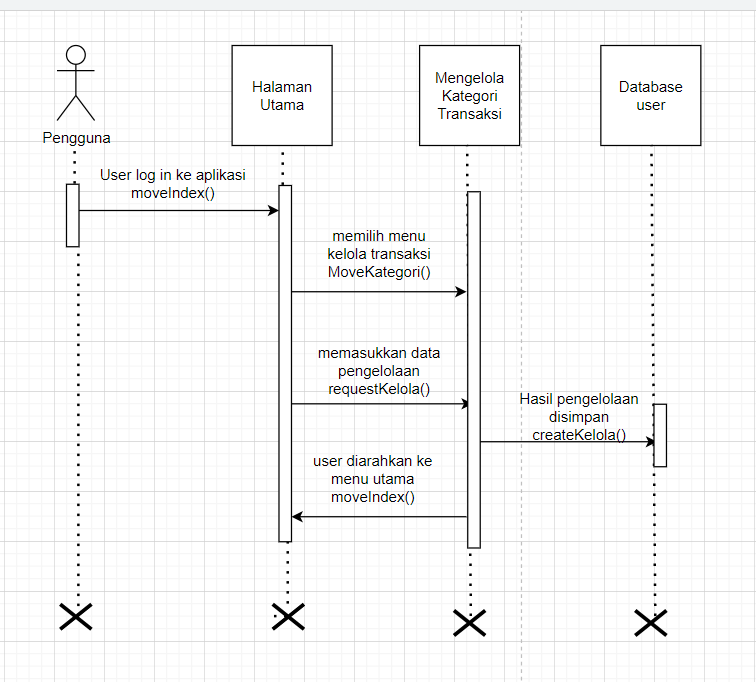 Pengguna
Halaman
Utama
Mengelola
Kategori
Transaksi
Database
user
User log in ke aplikasi
moveIndex()
memilih menu
kelola transaksi
MoveKategori()
memasukkan data
pengelolaan
requestKelola()
Hasil pengelolaan
disimpan
createKelola()
user diarahkan ke
menu utama
moveIndex()